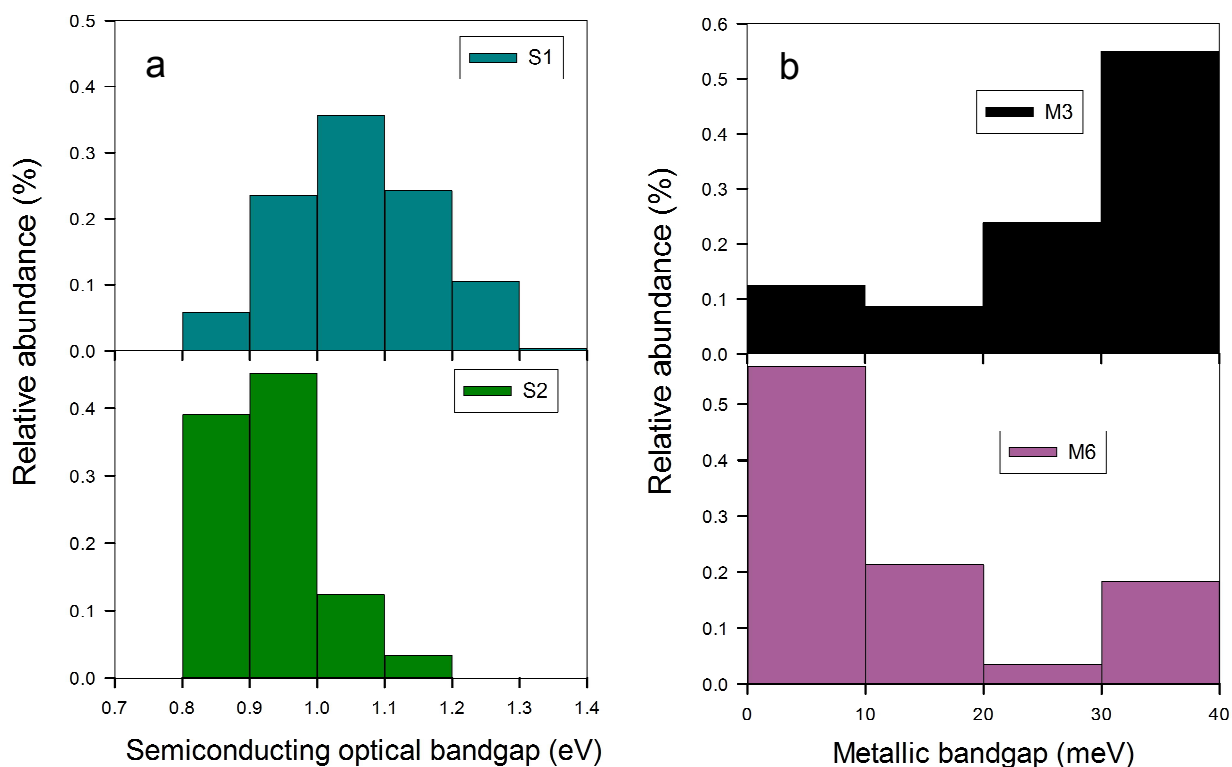 a
S1
0.5
0.4
0.3
0.2
0.1
0.0
Relative abundance (%)
S2
0.4
0.3
0.2
0.1
0.0
0.7 0.8 0.9 1.0 1.1 1.2 1.3 1.4
Semiconducting optical bandgap (eV)
b
M3
0.6
0.5
0.4
0.3
0.2
0.1
0.0
Relative abundance (%)
M6
0.5
0.4
0.3
0.2
0.1
0.0
0 10 20 30 40
Metallic bandgap (meV)